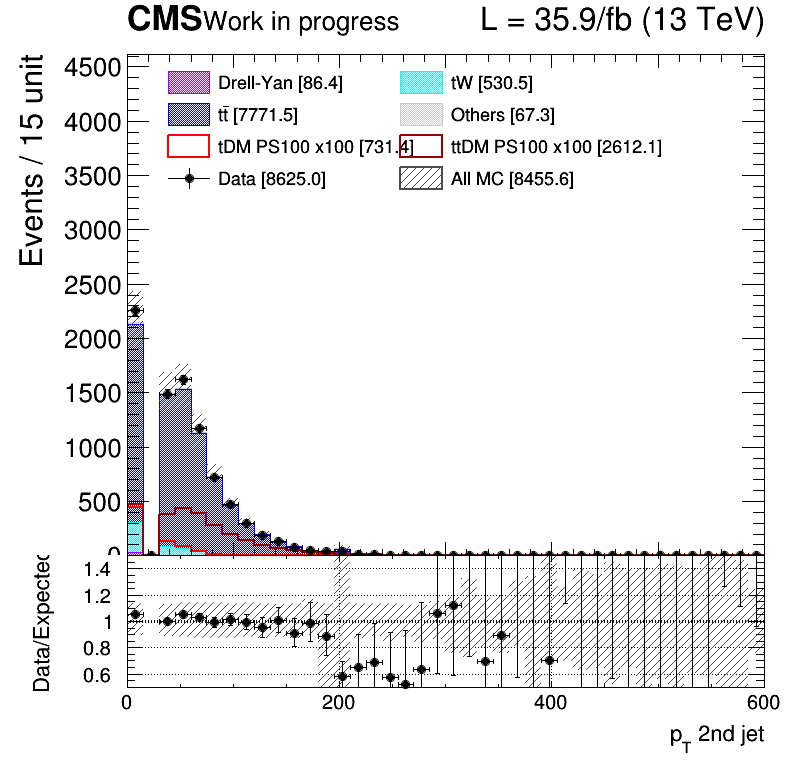 CMS Work in progress L = 35.9/fb (13 TeV)
Events / 15 unit
4500
4000
3500
3000
2500
2000
1500
1000
500
0
Drell-Yan [86.4] tW [530.5]
tt̄ [7771.5] Others [67.3]
tDM PS100 x100 [731.4] ttDM PS100 x100 [2612.1]
Data [8625.0] All MC [8455.6]
Data/Expected
1.4
1.2
1
0.8
0.6
0 200 400 600
p_T 2nd jet